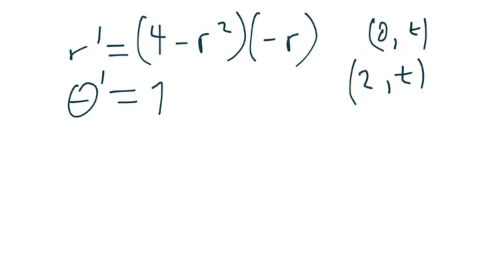 r' = (4 - r²)(-r) (0, t)
θ' = 1 (2, t)